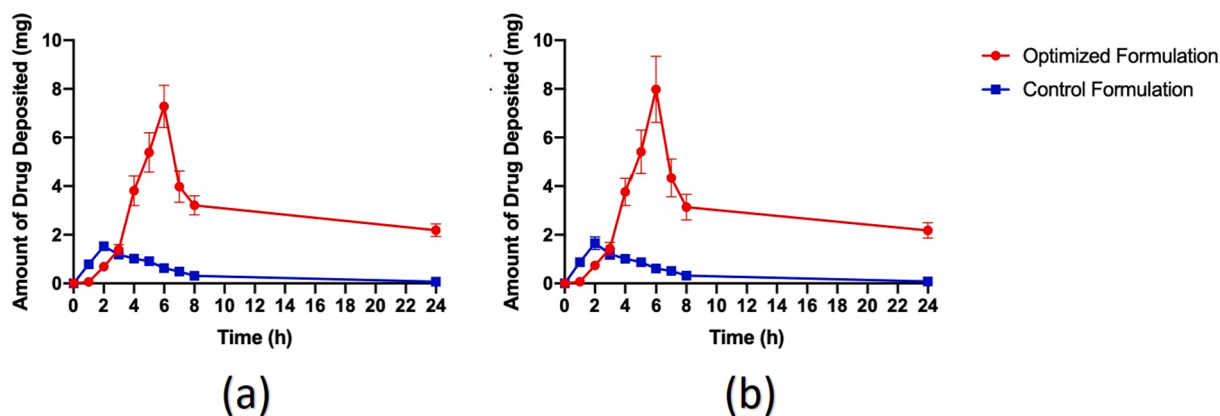 Amount of Drug Deposited (mg)
10
8
6
4
2
0
0 2 4 6 8 10 12 14 16 18 20 22 24
Time (h)
(a)
Amount of Drug Deposited (mg)
10
8
6
4
2
0
0 2 4 6 8 10 12 14 16 18 20 22 24
Time (h)
(b)
Optimized Formulation
Control Formulation